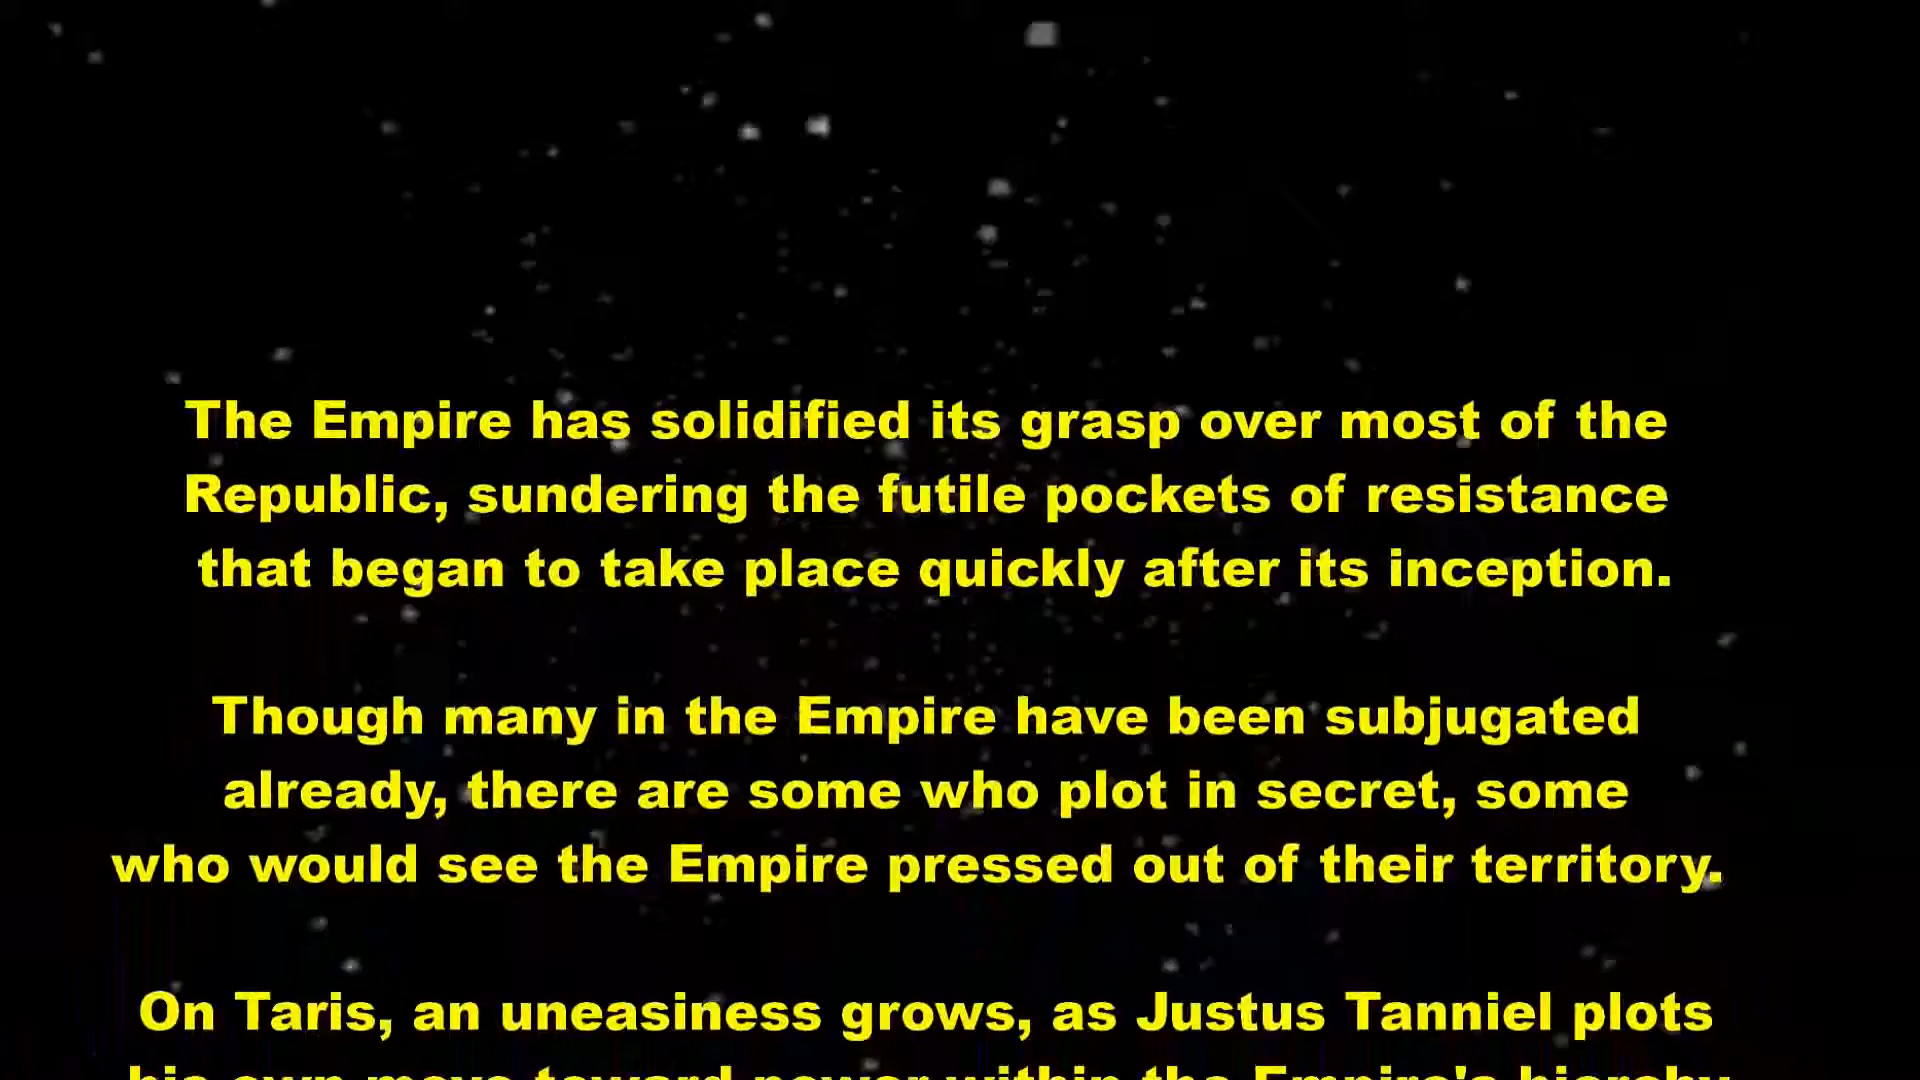 The Empire has solidified its grasp over most of the
Republic, sundering the futile pockets of resistance
that began to take place quickly after its inception.
Though many in the Empire have been subjugated
already, there are some who plot in secret, some
who would see the Empire pressed out of their territory.
On Taris, an uneasiness grows, as Justus Tanniel plots
his own move toward power within the Empire's